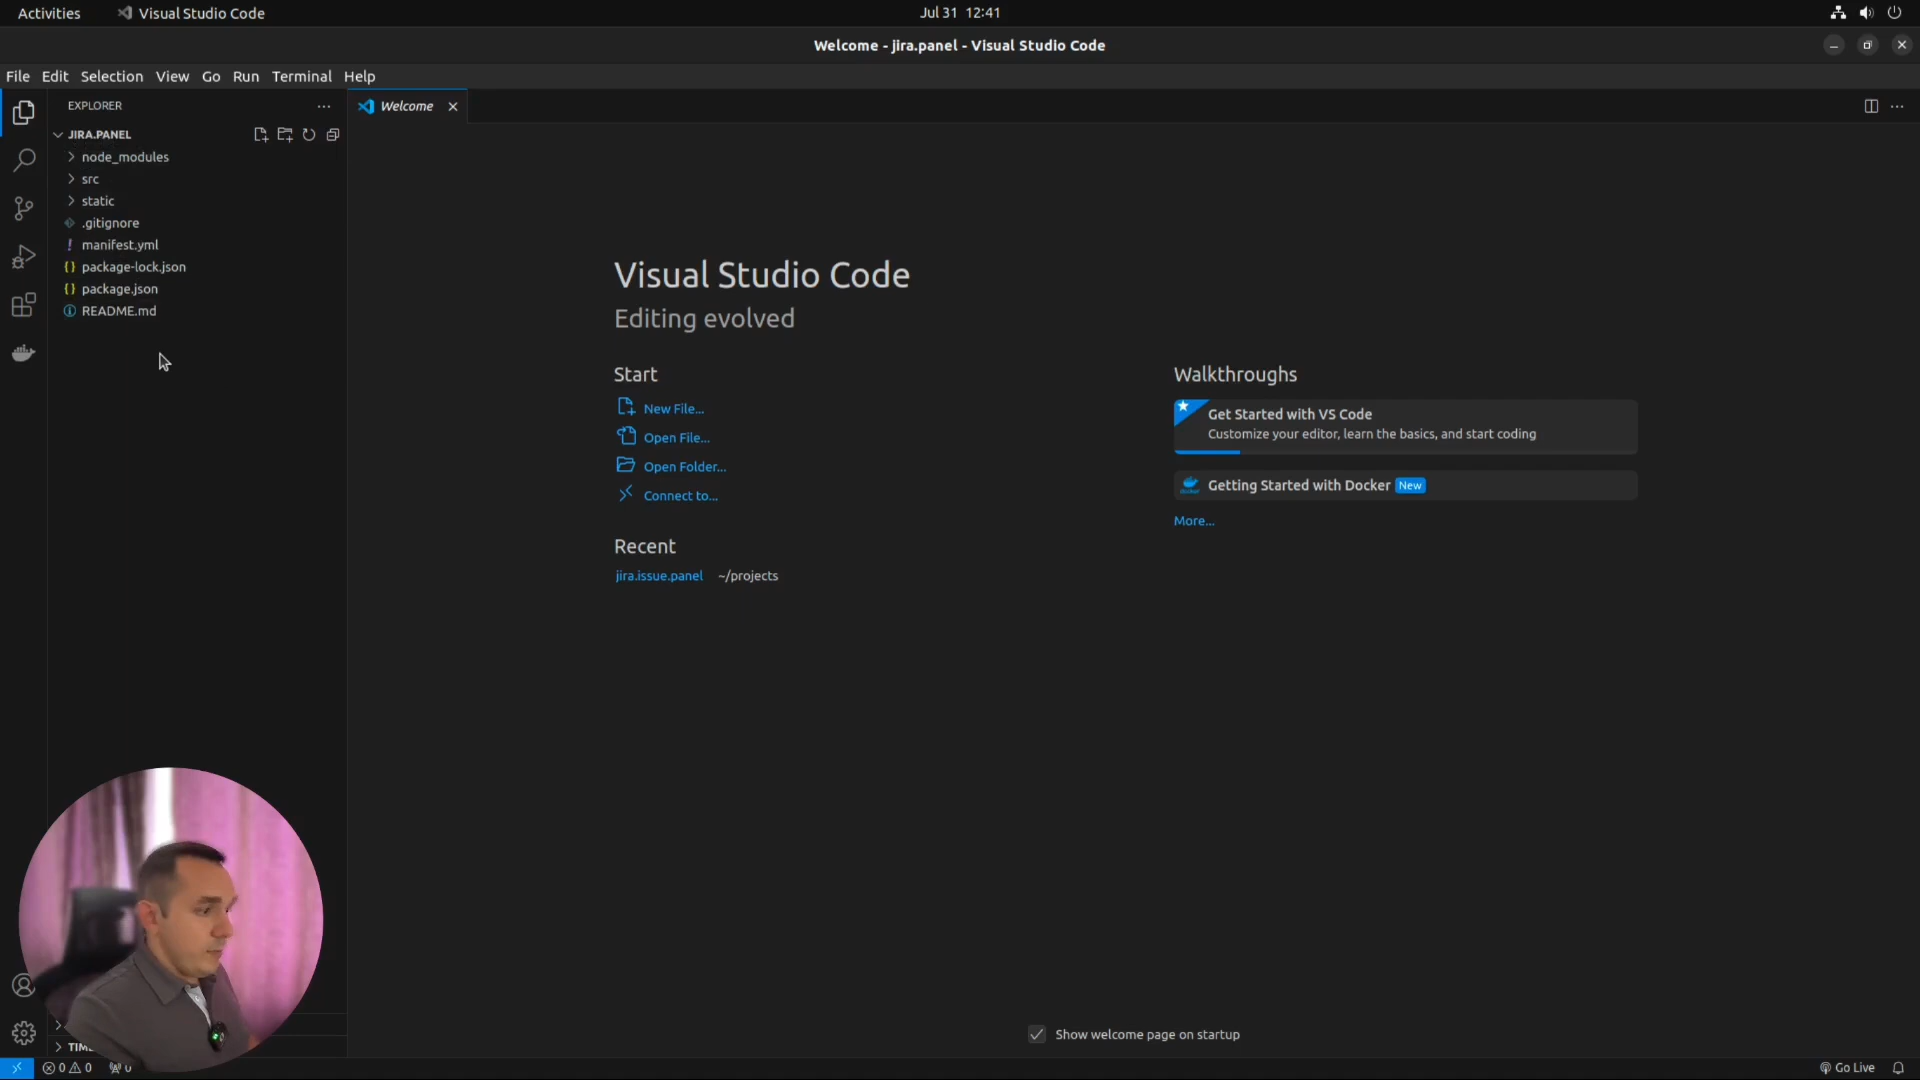 Activities
Visual Studio Code
Jul 31 12:41
Welcome - jira.panel - Visual Studio Code
File Edit Selection View Go Run Terminal Help
EXPLORER
Welcome
JIRA.PANEL
node_modules
src
static
.gitignore
manifest.yml
package-lock.json
package.json
README.md
Visual Studio Code
Editing evolved
Start
New File...
Open File...
Open Folder...
Connect to...
Recent
jira.issue.panel ~/projects
Walkthroughs
Get Started with VS Code
Customize your editor, learn the basics, and start coding
Getting Started with Docker New
More...
Show welcome page on startup
0 0
Go Live